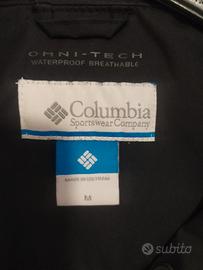 OMNI-TECH
WATERPROOF BREATHABLE
Columbia
Sportswear Company
M
subito